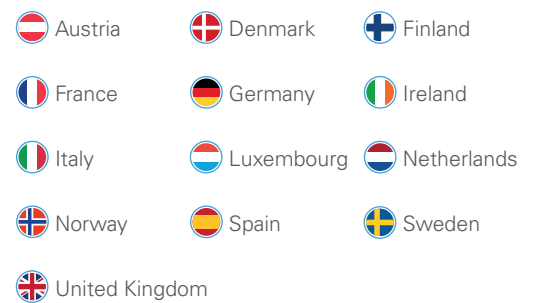 Austria Denmark Finland
France Germany Ireland
Italy Luxembourg Netherlands
Norway Spain Sweden
United Kingdom